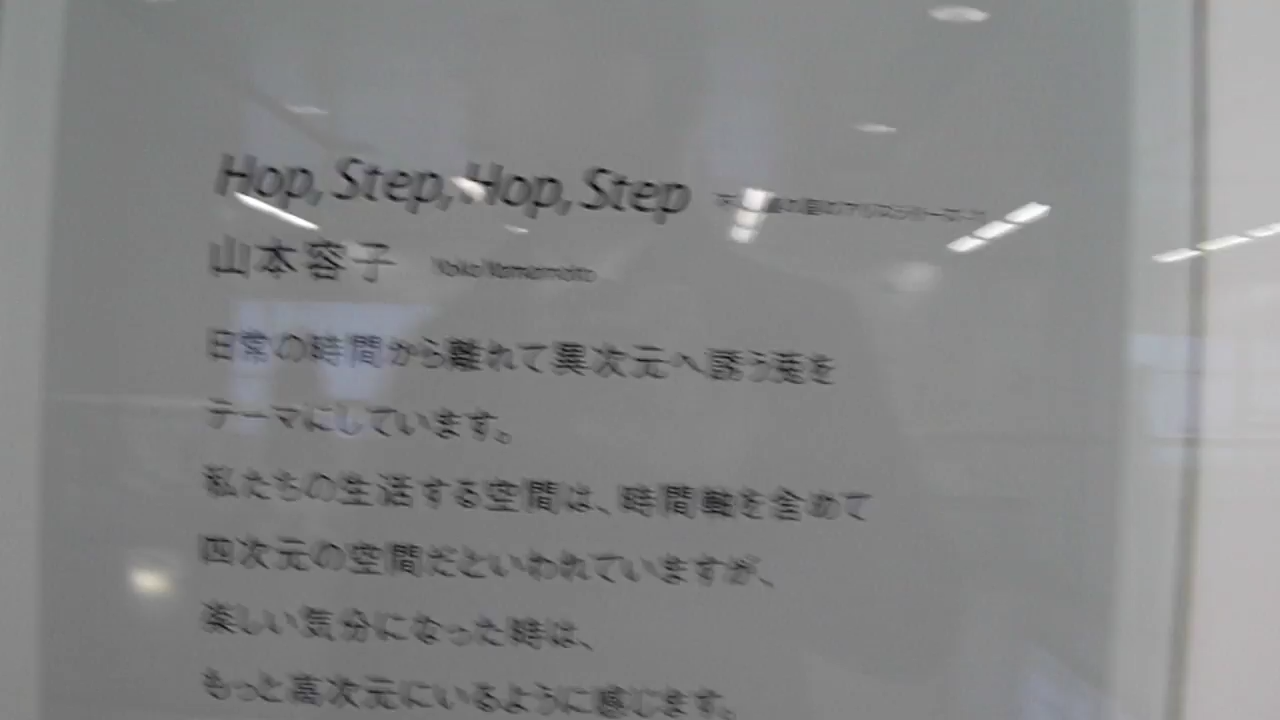 Hop, Step, Hop, Step
山本容子 Yoko Yamamoto
日常の時間から離れて異次元へ誘う兎を
テーマにしています。
私たちの生活する空間は、時間軸を含めて
四次元の空間だといわれていますが、
楽しい気分になった時は、
もっと高次元にいるように感じます。